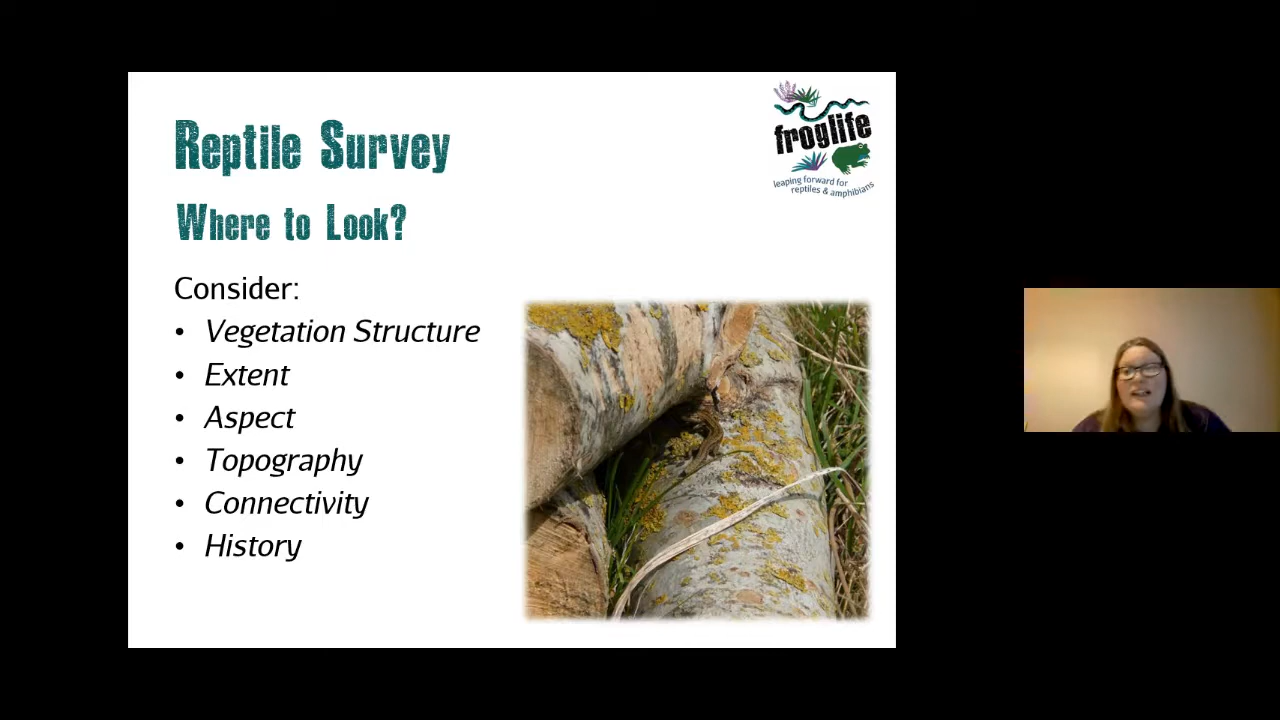 Reptile Survey
froglife
leaping forward for
reptiles & amphibians
Where to Look?
Consider:
• Vegetation Structure
• Extent
• Aspect
• Topography
• Connectivity
• History